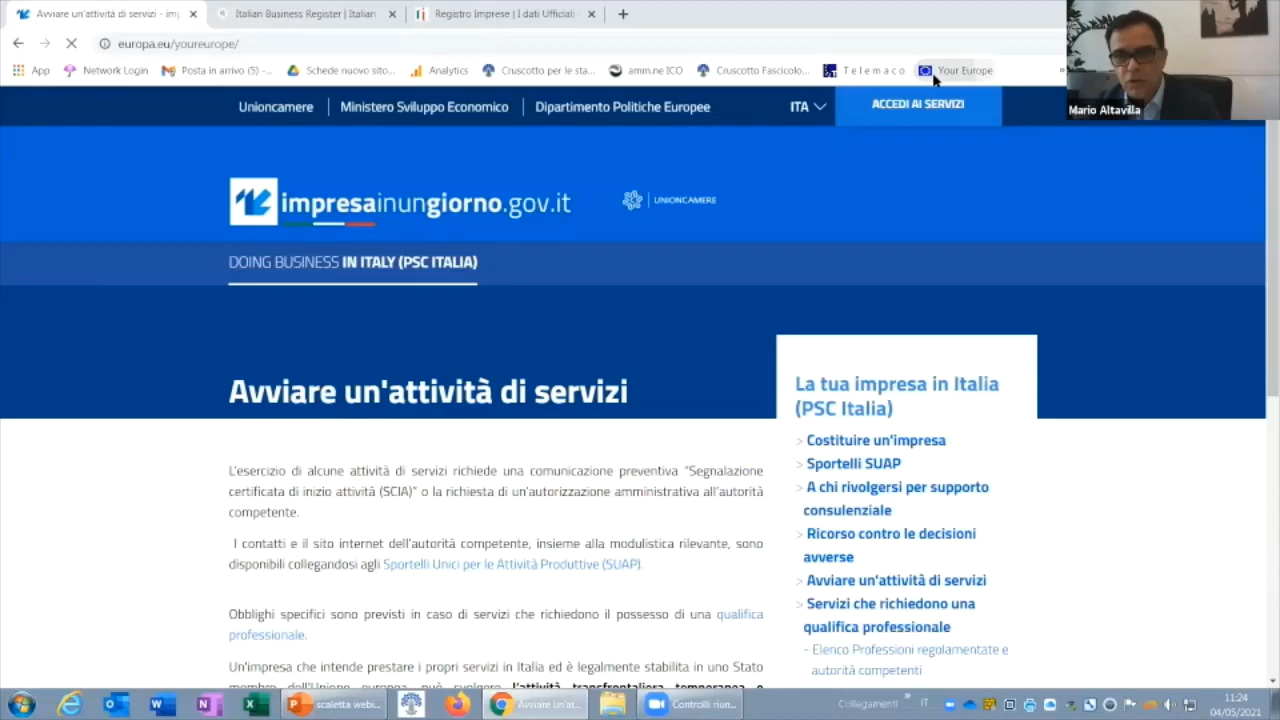 Avviare un'attività di servizi - imp
Italian Business Register | Italian
Registro Imprese | I dati Ufficiali
europa.eu/youreurope/
App
Network Login
Posta in arrivo (5) -...
Schede nuovo sito...
Analytics
Cruscotto per le sta...
amm.ne ICO
Cruscotto Fascicolo...
T e l e m a c o
Your Europe
Mario Altavilla
Unioncamere
Ministero Sviluppo Economico
Dipartimento Politiche Europee
ITA
ACCEDI AI SERVIZI
impresainungiorno.gov.it
UNIONCAMERE
DOING BUSINESS IN ITALY (PSC ITALIA)
Avviare un'attività di servizi
L'esercizio di alcune attività di servizi richiede una comunicazione preventiva "Segnalazione
certificata di inizio attività (SCIA)" o la richiesta di un'autorizzazione amministrativa all'autorità
competente.
I contatti e il sito internet dell'autorità competente, insieme alla modulistica rilevante, sono
disponibili collegandosi agli Sportelli Unici per le Attività Produttive (SUAP).
Obblighi specifici sono previsti in caso di servizi che richiedono il possesso di una qualifica
professionale.
Un'impresa che intende prestare i propri servizi in Italia ed è legalmente stabilita in uno Stato
membro dell'Unione europea, può svolgere l'attività transfrontaliera temporanea o
La tua impresa in Italia
(PSC Italia)
> Costituire un'impresa
> Sportelli SUAP
> A chi rivolgersi per supporto
consulenziale
> Ricorso contro le decisioni
avverse
> Avviare un'attività di servizi
> Servizi che richiedono una
qualifica professionale
- Elenco Professioni regolamentate e
autorità competenti
scaletta webi...
Avviare un'at...
Controlli riun...
Collegamenti
»
IT
11:24
04/05/2021